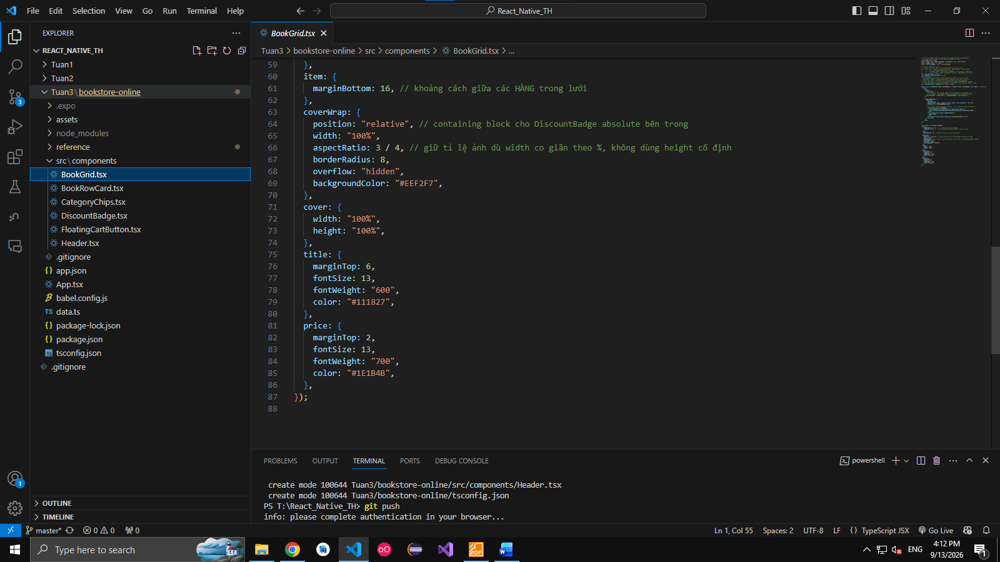 File Edit Selection View Go Run Terminal Help
React_Native_TH
EXPLORER
REACT_NATIVE_TH
Tuan1
Tuan2
Tuan3\bookstore-online
.expo
assets
node_modules
reference
src\components
BookGrid.tsx
BookRowCard.tsx
CategoryChips.tsx
DiscountBadge.tsx
FloatingCartButton.tsx
Header.tsx
.gitignore
app.json
App.tsx
babel.config.js
TS data.ts
package-lock.json
package.json
tsconfig.json
.gitignore
OUTLINE
TIMELINE
3
1
BookGrid.tsx
Tuan3 > bookstore-online > src > components > BookGrid.tsx > ...
59 },
60 item: {
61 marginBottom: 16, // khoảng cách giữa các HÀNG trong lưới
62 },
63 coverWrap: {
64 position: "relative", // containing block cho DiscountBadge absolute bên trong
65 width: "100%",
66 aspectRatio: 3 / 4, // giữ tỉ lệ ảnh dù width co giãn theo %, không dùng height cố định
67 borderRadius: 8,
68 overflow: "hidden",
69 backgroundColor: "#EEF2F7",
70 },
71 cover: {
72 width: "100%",
73 height: "100%",
74 },
75 title: {
76 marginTop: 6,
77 fontSize: 13,
78 fontWeight: "600",
79 color: "#111827",
80 },
81 price: {
82 marginTop: 2,
83 fontSize: 13,
84 fontWeight: "700",
85 color: "#1E1B4B",
86 },
87 });
88
PROBLEMS OUTPUT TERMINAL PORTS DEBUG CONSOLE
powershell
create mode 100644 Tuan3/bookstore-online/src/components/Header.tsx
create mode 100644 Tuan3/bookstore-online/tsconfig.json
PS T:\React_Native_TH> git push
info: please complete authentication in your browser...
master* 0 0 0
Ln 1, Col 55 Spaces: 2 UTF-8 LF {} TypeScript JSX Go Live
Type here to search
PDF
ENG
4:12 PM
9/13/2026
1